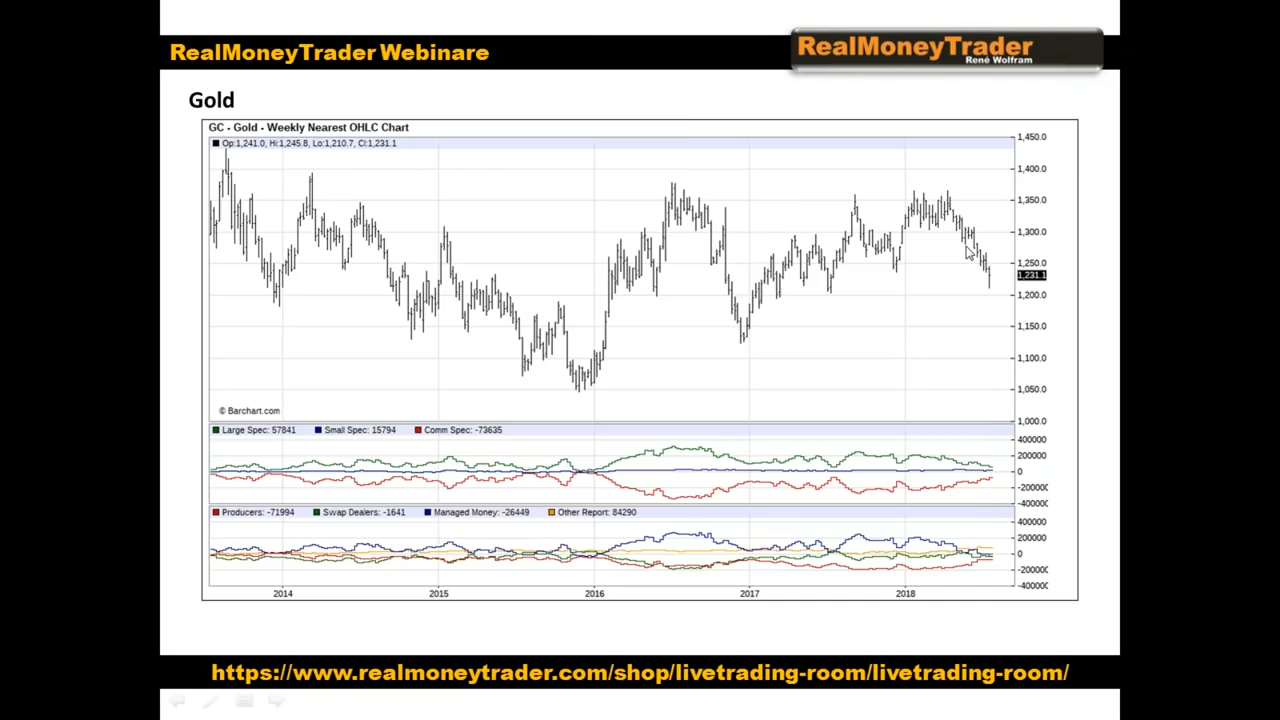 RealMoneyTrader Webinare
RealMoneyTrader
René Wolfram
Gold
GC - Gold - Weekly Nearest OHLC Chart
Op:1,241.0, Hi:1,245.8, Lo:1,210.7, Cl:1,231.1
1,450.0
1,400.0
1,350.0
1,300.0
1,250.0
1,231.1
1,200.0
1,150.0
1,100.0
1,050.0
1,000.0
© Barchart.com
Large Spec: 57841 Small Spec: 15794 Comm Spec: -73635
400000
200000
0
-200000
-400000
Producers: -71994 Swap Dealers: -1641 Managed Money: -26449 Other Report: 84290
400000
200000
0
-200000
-400000
2014 2015 2016 2017 2018
https://www.realmoneytrader.com/shop/livetrading-room/livetrading-room/